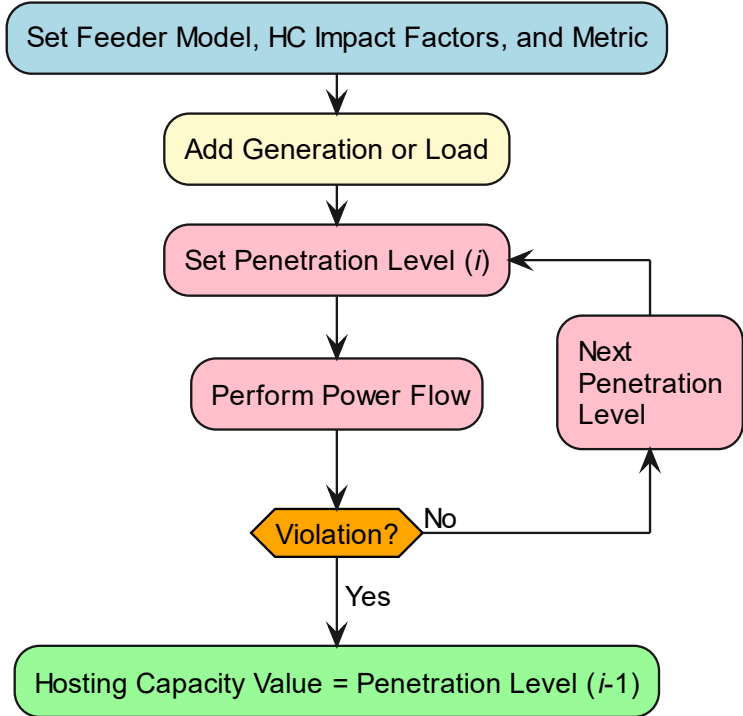 Set Feeder Model, HC Impact Factors, and Metric
Add Generation or Load
Set Penetration Level (i)
Next
Penetration
Level
Perform Power Flow
Violation?
No
Yes
Hosting Capacity Value = Penetration Level (i-1)